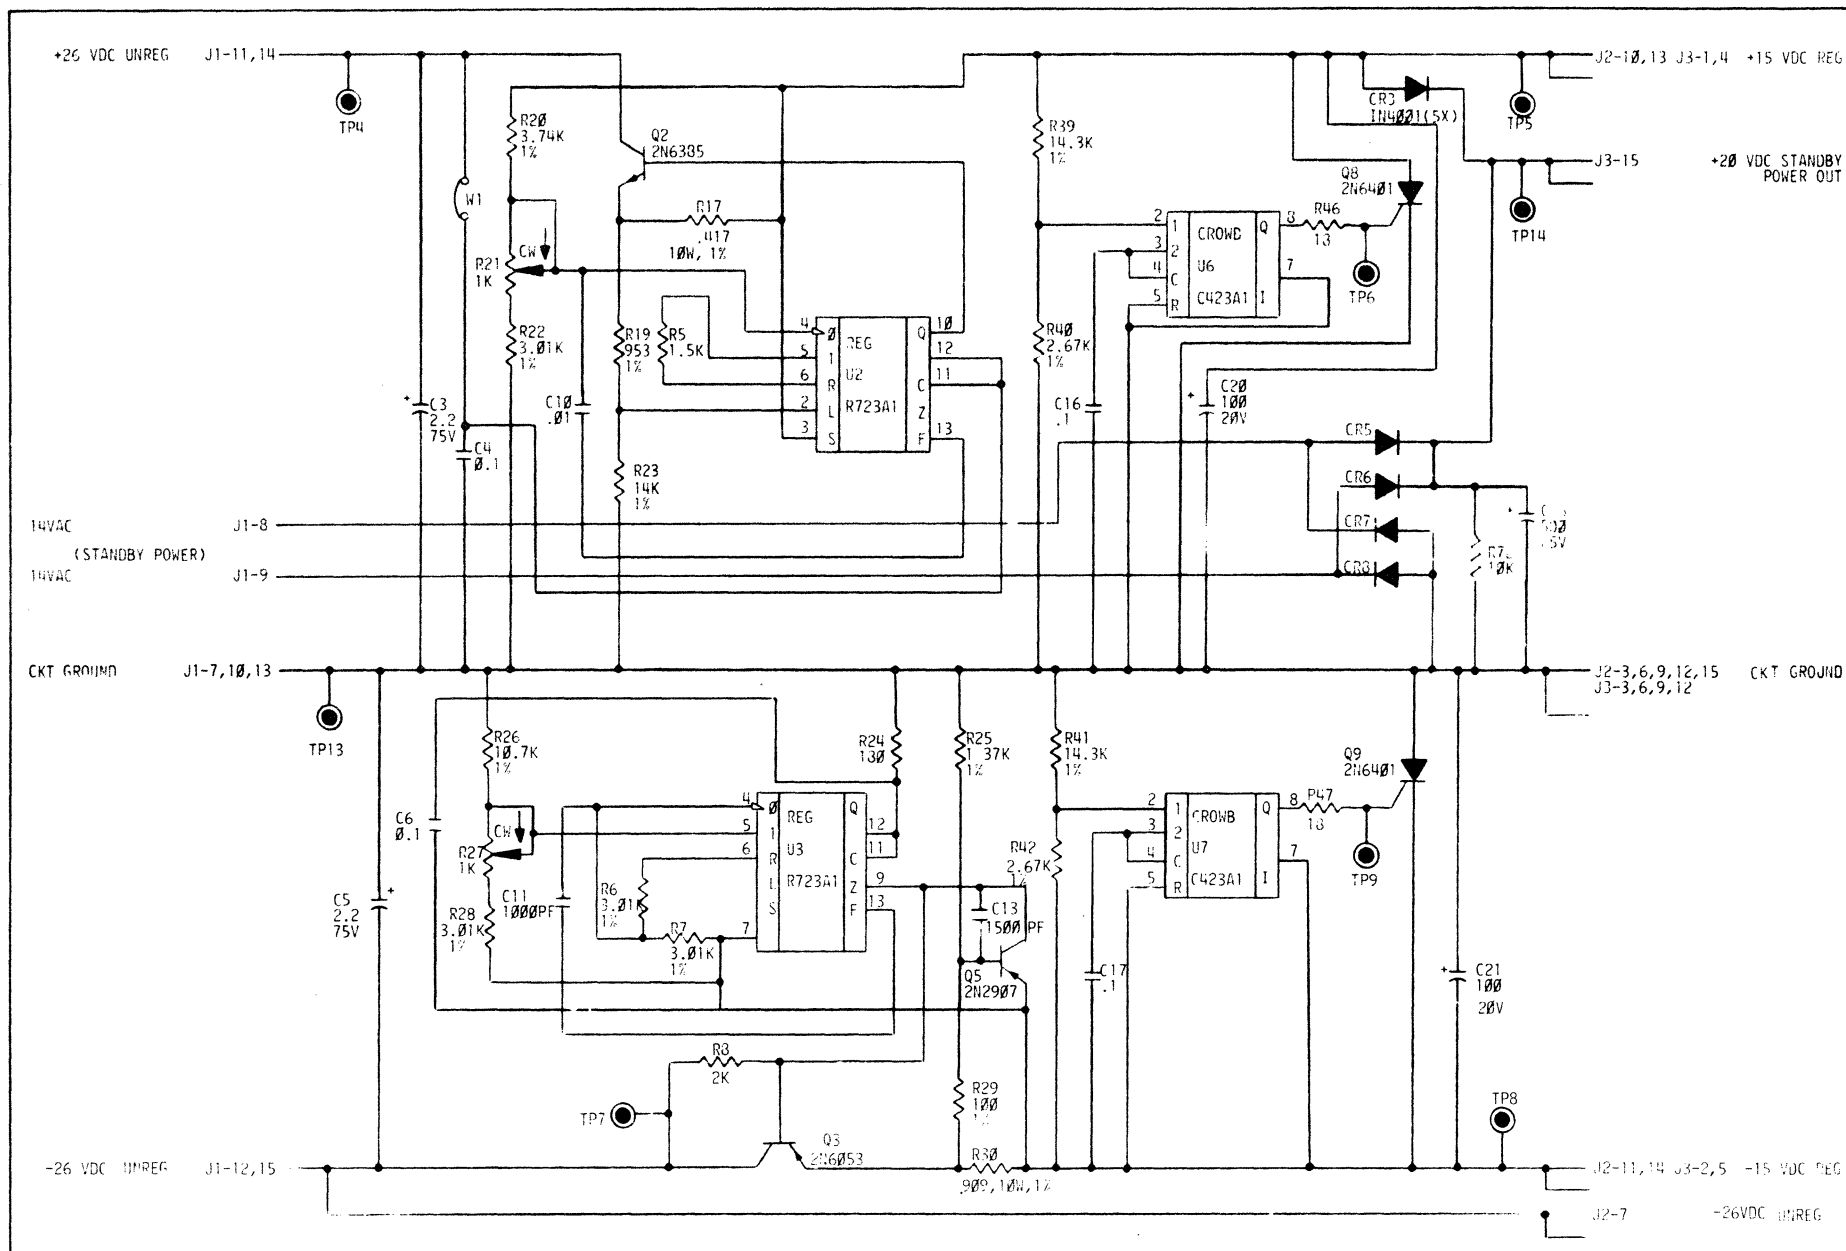 +26 VDC UNREG J1-11,14
TP4
R20
3.74K
1%
Q2
2N6385
W1
R17
.417
10W, 1%
CW
R21
1K
R22
3.01K
1%
R19
953
1%
R5
1.5K
C3
2.2
75V
+
C4
0.1
C10
.01
R23
14K
1%
4 Ø REG Q 10
5 1 12
6 R U2 C 11
2 L R723A1 Z
3 S F 13
R39
14.3K
1%
R40
2.67K
1%
C16
.1
2 1 CROWD Q 8
3 2
4 C U6 7
5 R C423A1 I
R46
18
TP6
Q8
2N6401
CR3
IN4001(5X)
TP5
J2-10,13 J3-1,4 +15 VDC REG
J3-15 +20 VDC STANDBY
POWER OUT
TP14
+
C20
100
20V
CR5
CR6
CR7
CR8
+
10K
14VAC J1-8
(STANDBY POWER)
14VAC J1-9
CKT GROUND J1-7,10,13
J2-3,6,9,12,15 CKT GROUND
J3-3,6,9,12
TP13
R26
10.7K
1%
CW
R27
1K
R28
3.01K
1%
C6
0.1
C5
2.2
75V
+
C11
1000PF
R6
3.01K
1%
R7
3.01K
1%
4 Ø REG Q
5 1 12
6 R U3 C 11
L R723A1 Z 9
S F 13
7
R24
180
R25
1.37K
1%
R41
14.3K
1%
R42
2.67K
1%
C13
1500 PF
Q5
2N2907
C17
.1
2 1 CROWB Q 8
3 2
4 C U7 7
5 R C423A1 I
R47
18
TP9
Q9
2N6401
+
C21
100
20V
R8
2K
TP7
Q3
2N6053
R29
100
1%
R30
.909,10W,1%
TP8
-26 VDC UNREG J1-12,15
J2-11,14 J3-2,5 -15 VDC REG
J2-7 -26VDC UNREG